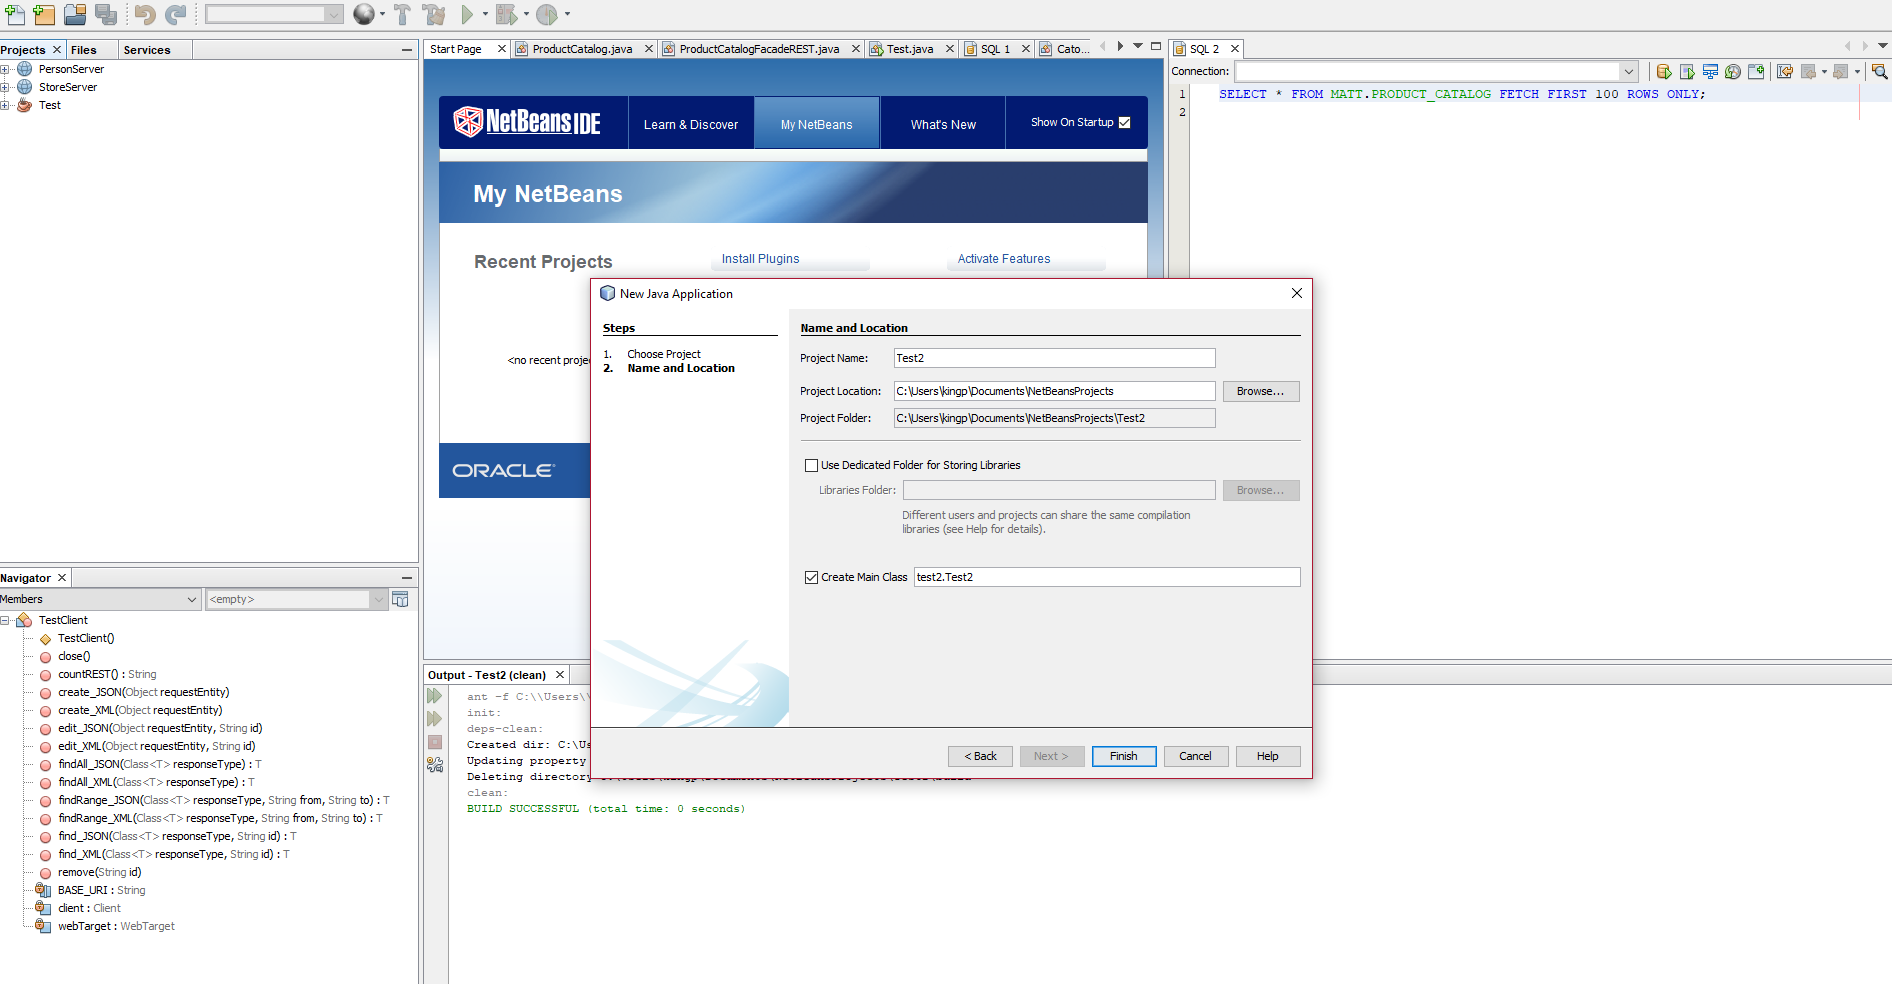 Projects
Files
Services
PersonServer
StoreServer
Test
Start Page
ProductCatalog.java
ProductCatalogFacadeREST.java
Test.java
SQL 1
Cato...
SQL 2
Connection:
1 SELECT * FROM MATT.PRODUCT_CATALOG FETCH FIRST 100 ROWS ONLY;
2
NetBeans IDE
Learn & Discover
My NetBeans
What's New
Show On Startup
My NetBeans
Recent Projects
Install Plugins
Activate Features
<no recent proje
ORACLE
New Java Application
Steps
1. Choose Project
2. Name and Location
Name and Location
Project Name: Test2
Project Location: C:\Users\kingp\Documents\NetBeansProjects Browse...
Project Folder: C:\Users\kingp\Documents\NetBeansProjects\Test2
Use Dedicated Folder for Storing Libraries
Libraries Folder: Browse...
Different users and projects can share the same compilation
libraries (see Help for details).
Create Main Class test2.Test2
< Back
Next >
Finish
Cancel
Help
Navigator
Members
<empty>
TestClient
TestClient()
close()
countREST() : String
create_JSON(Object requestEntity)
create_XML(Object requestEntity)
edit_JSON(Object requestEntity, String id)
edit_XML(Object requestEntity, String id)
findAll_JSON(Class<T> responseType) : T
findAll_XML(Class<T> responseType) : T
findRange_JSON(Class<T> responseType, String from, String to) : T
findRange_XML(Class<T> responseType, String from, String to) : T
find_JSON(Class<T> responseType, String id) : T
find_XML(Class<T> responseType, String id) : T
remove(String id)
BASE_URI : String
client : Client
webTarget : WebTarget
Output - Test2 (clean)
ant -f C:\\Users\\
init:
deps-clean:
Created dir: C:\Us
Updating property
Deleting directory
clean:
BUILD SUCCESSFUL (total time: 0 seconds)